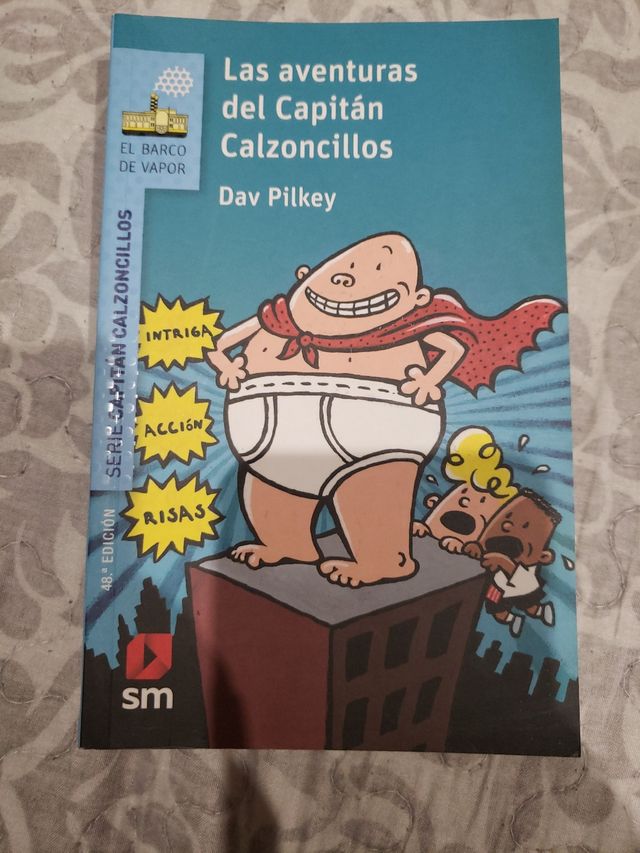 Las aventuras
del Capitán
Calzoncillos
Dav Pilkey
EL BARCO
DE VAPOR
SERIE CAPITÁN CALZONCILLOS
48.ª EDICIÓN
INTRIGA
ACCIÓN
RISAS
sm